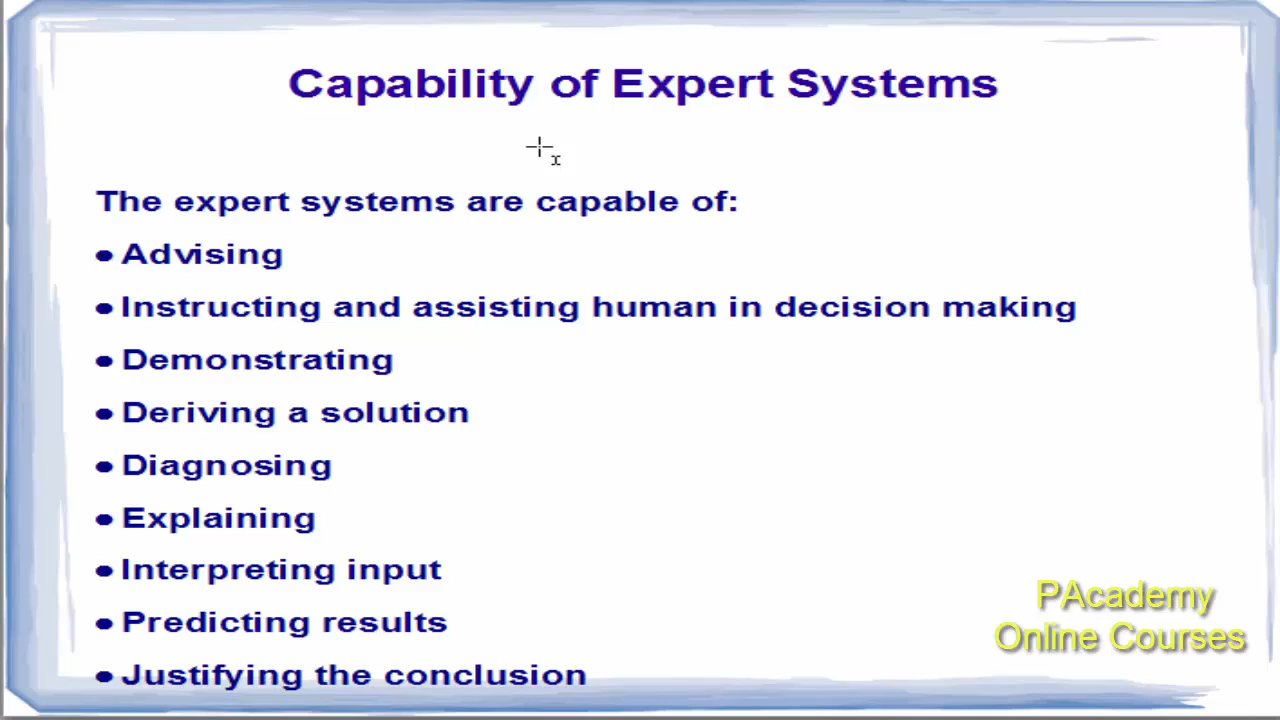 Capability of Expert Systems
The expert systems are capable of:
● Advising
● Instructing and assisting human in decision making
● Demonstrating
● Deriving a solution
● Diagnosing
● Explaining
● Interpreting input
● Predicting results
● Justifying the conclusion
PAcademy
Online Courses